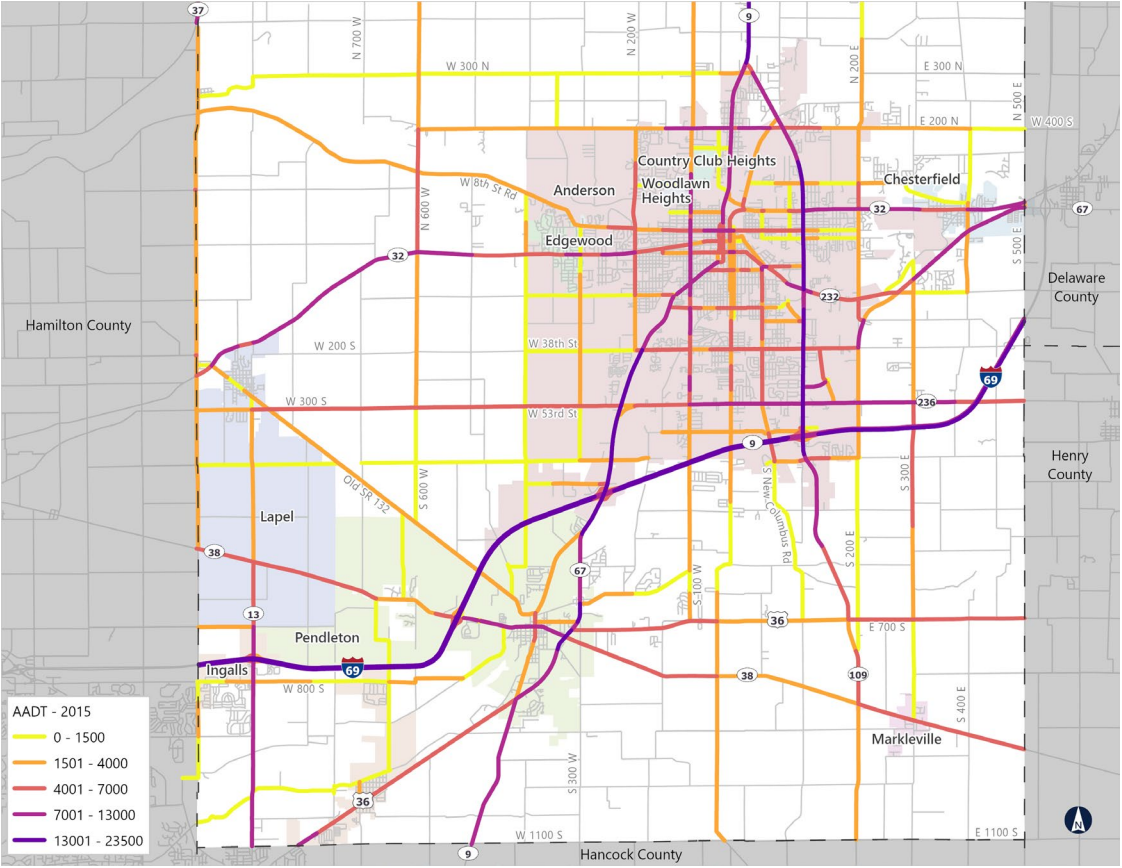 37
9
N 700 W
N 200 W
N 200 E
W 300 N
E 300 N
N 500 E
E 200 N
W 400 S
Country Club Heights
Woodlawn
Heights
Chesterfield
Anderson
W 8th St Rd
N 600 W
32
67
Edgewood
S 500 E
32
Delaware
County
232
Hamilton County
W 200 S
W 38th St
69
W 300 S
236
W 53rd St
9
Henry
County
S 600 W
Old SR 132
S New Columbus Rd
S 300 E
Lapel
38
S 200 E
67
S 100 W
13
36
E 700 S
Pendleton
Ingalls
69
W 800 S
38
109
S 400 E
Markleville
S 300 W
AADT - 2015
0 - 1500
1501 - 4000
4001 - 7000
7001 - 13000
13001 - 23500
36
N
W 1100 S
E 1100 S
9
Hancock County